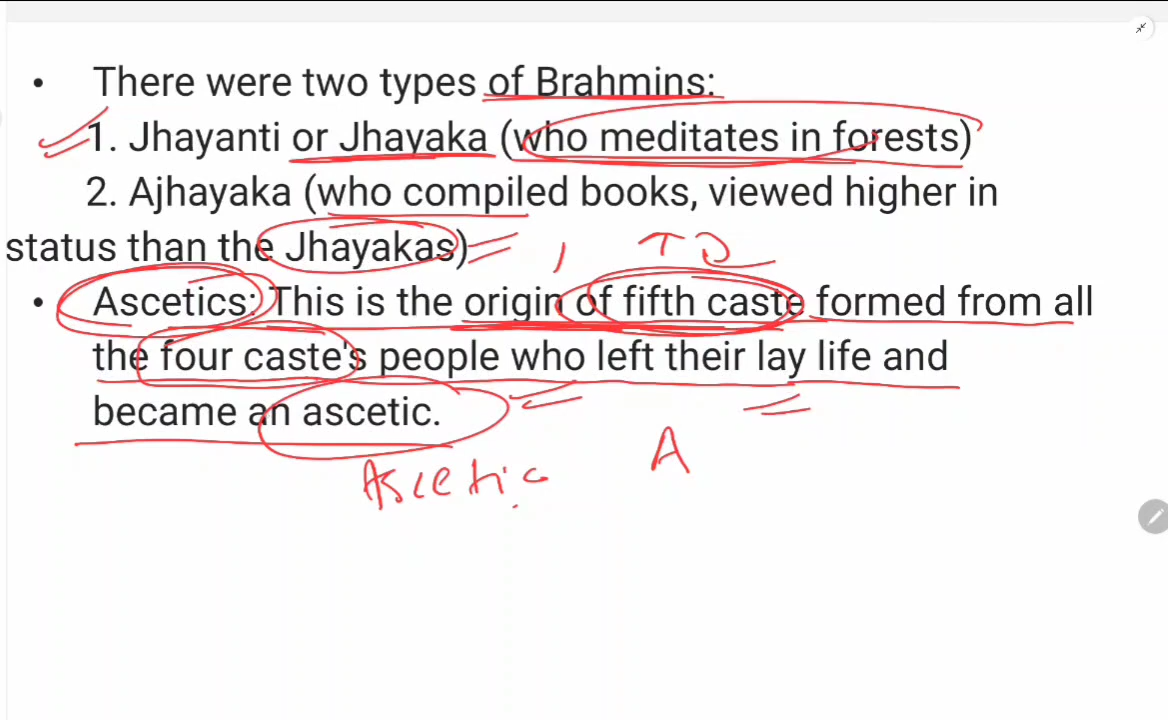 • There were two types of Brahmins:
1. Jhayanti or Jhayaka (who meditates in forests)
2. Ajhayaka (who compiled books, viewed higher in
status than the Jhayakas)
• Ascetics: This is the origin of fifth caste formed from all
the four caste's people who left their lay life and
became an ascetic.
Ascetic A